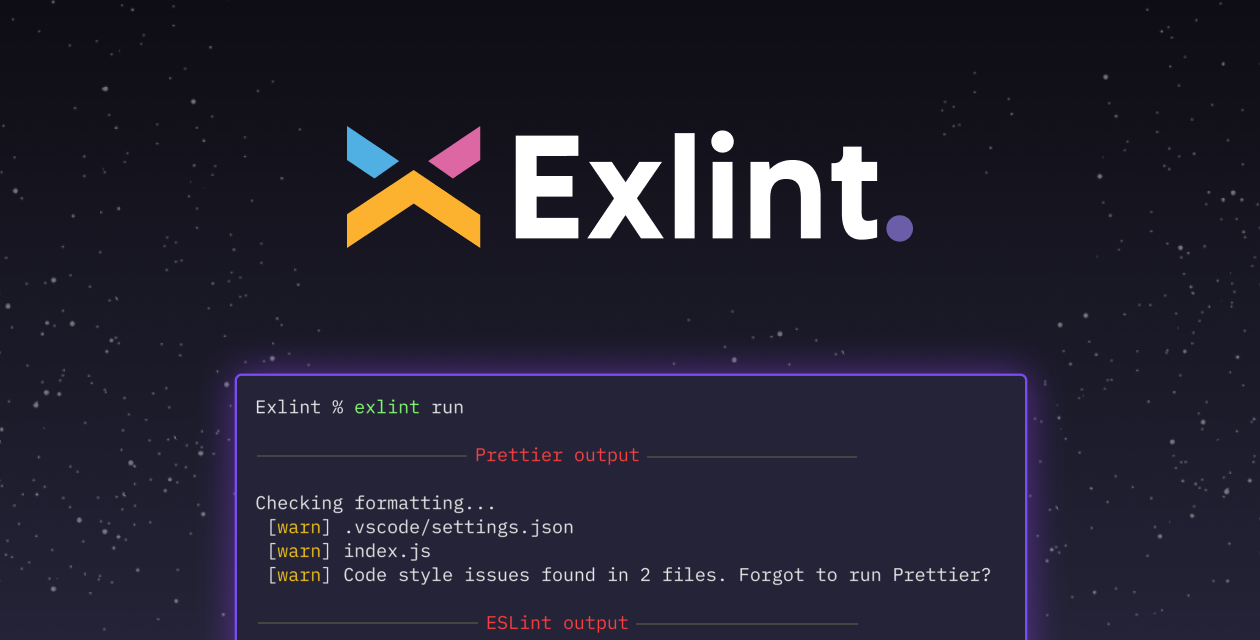 Exlint.
Exlint % exlint run
Prettier output
Checking formatting...
[warn] .vscode/settings.json
[warn] index.js
[warn] Code style issues found in 2 files. Forgot to run Prettier?
ESLint output